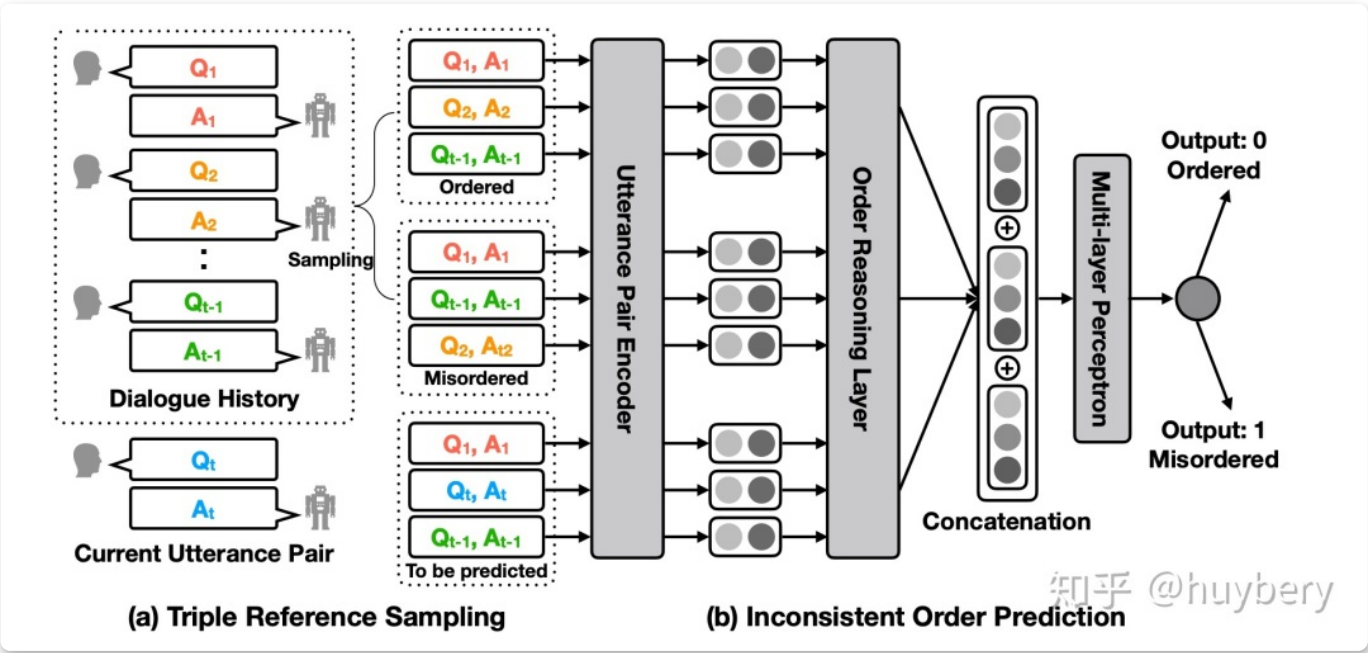 Q1
A1
Q2
A2
:
Qt-1
At-1
Dialogue History
Qt
At
Current Utterance Pair
Sampling
Q1, A1
Q2, A2
Qt-1, At-1
Ordered
Q1, A1
Qt-1, At-1
Q2, At2
Misordered
Q1, A1
Qt, At
Qt-1, At-1
To be predicted
(a) Triple Reference Sampling
Utterance Pair Encoder
Order Reasoning Layer
+
+
Concatenation
Multi-layer Perceptron
Output: 0
Ordered
Output: 1
Misordered
(b) Inconsistent Order Prediction
知乎 @huybery